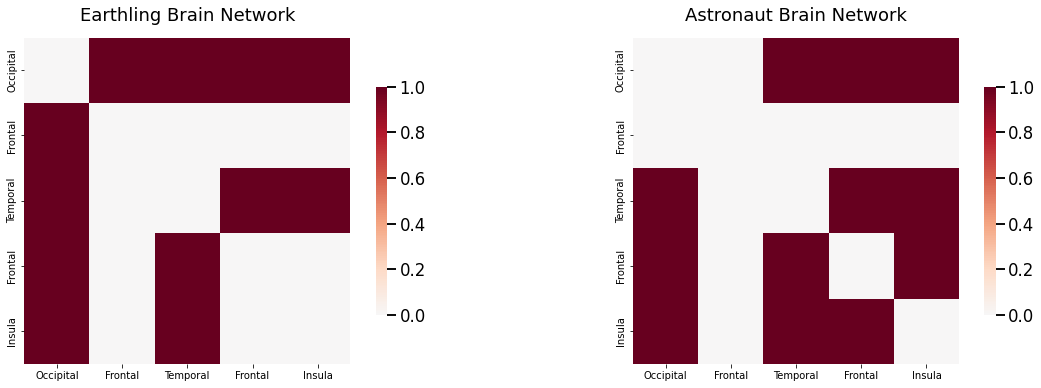 Earthling Brain Network
Astronaut Brain Network
Occipital
Frontal
Temporal
Frontal
Insula
Occipital Frontal Temporal Frontal Insula
1.0
0.8
0.6
0.4
0.2
0.0
Occipital
Frontal
Temporal
Frontal
Insula
Occipital Frontal Temporal Frontal Insula
1.0
0.8
0.6
0.4
0.2
0.0